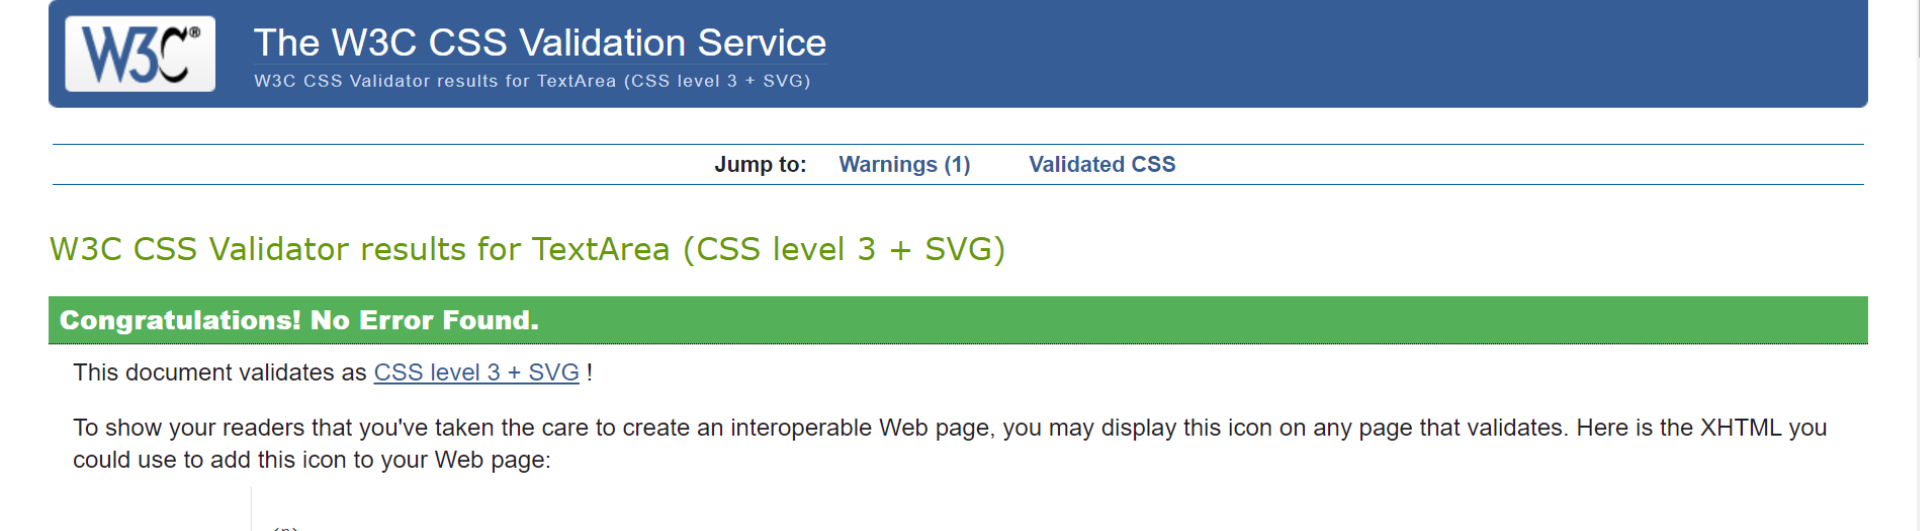 W3C®
The W3C CSS Validation Service
W3C CSS Validator results for TextArea (CSS level 3 + SVG)
Jump to: Warnings (1) Validated CSS
W3C CSS Validator results for TextArea (CSS level 3 + SVG)
Congratulations! No Error Found.
This document validates as CSS level 3 + SVG !
To show your readers that you've taken the care to create an interoperable Web page, you may display this icon on any page that validates. Here is the XHTML you
could use to add this icon to your Web page: